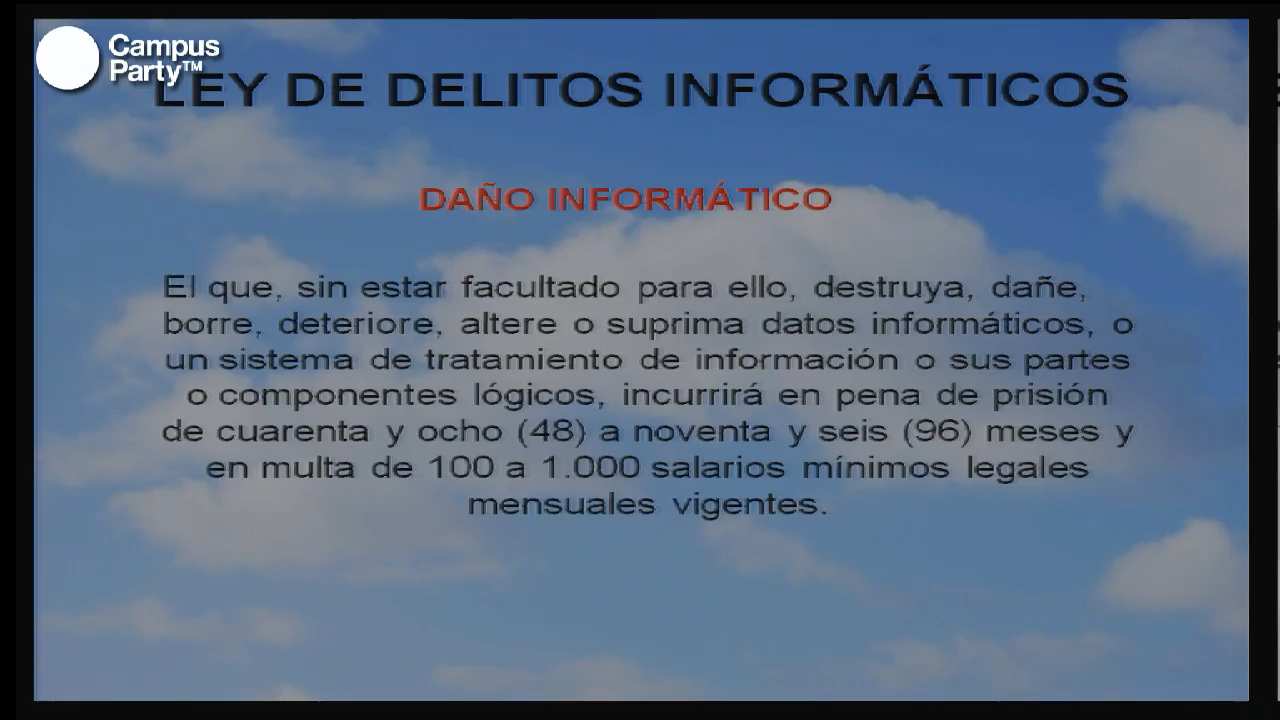 Campus
Party™
LEY DE DELITOS INFORMÁTICOS
DAÑO INFORMÁTICO
El que, sin estar facultado para ello, destruya, dañe,
borre, deteriore, altere o suprima datos informáticos, o
un sistema de tratamiento de información o sus partes
o componentes lógicos, incurrirá en pena de prisión
de cuarenta y ocho (48) a noventa y seis (96) meses y
en multa de 100 a 1.000 salarios mínimos legales
mensuales vigentes.